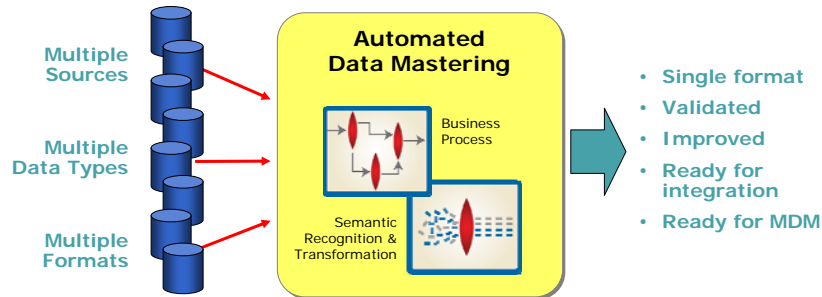 Multiple
Sources
Multiple
Data Types
Multiple
Formats
Automated
Data Mastering
Business
Process
Semantic
Recognition &
Transformation
• Single format
• Validated
• Improved
• Ready for
integration
• Ready for MDM